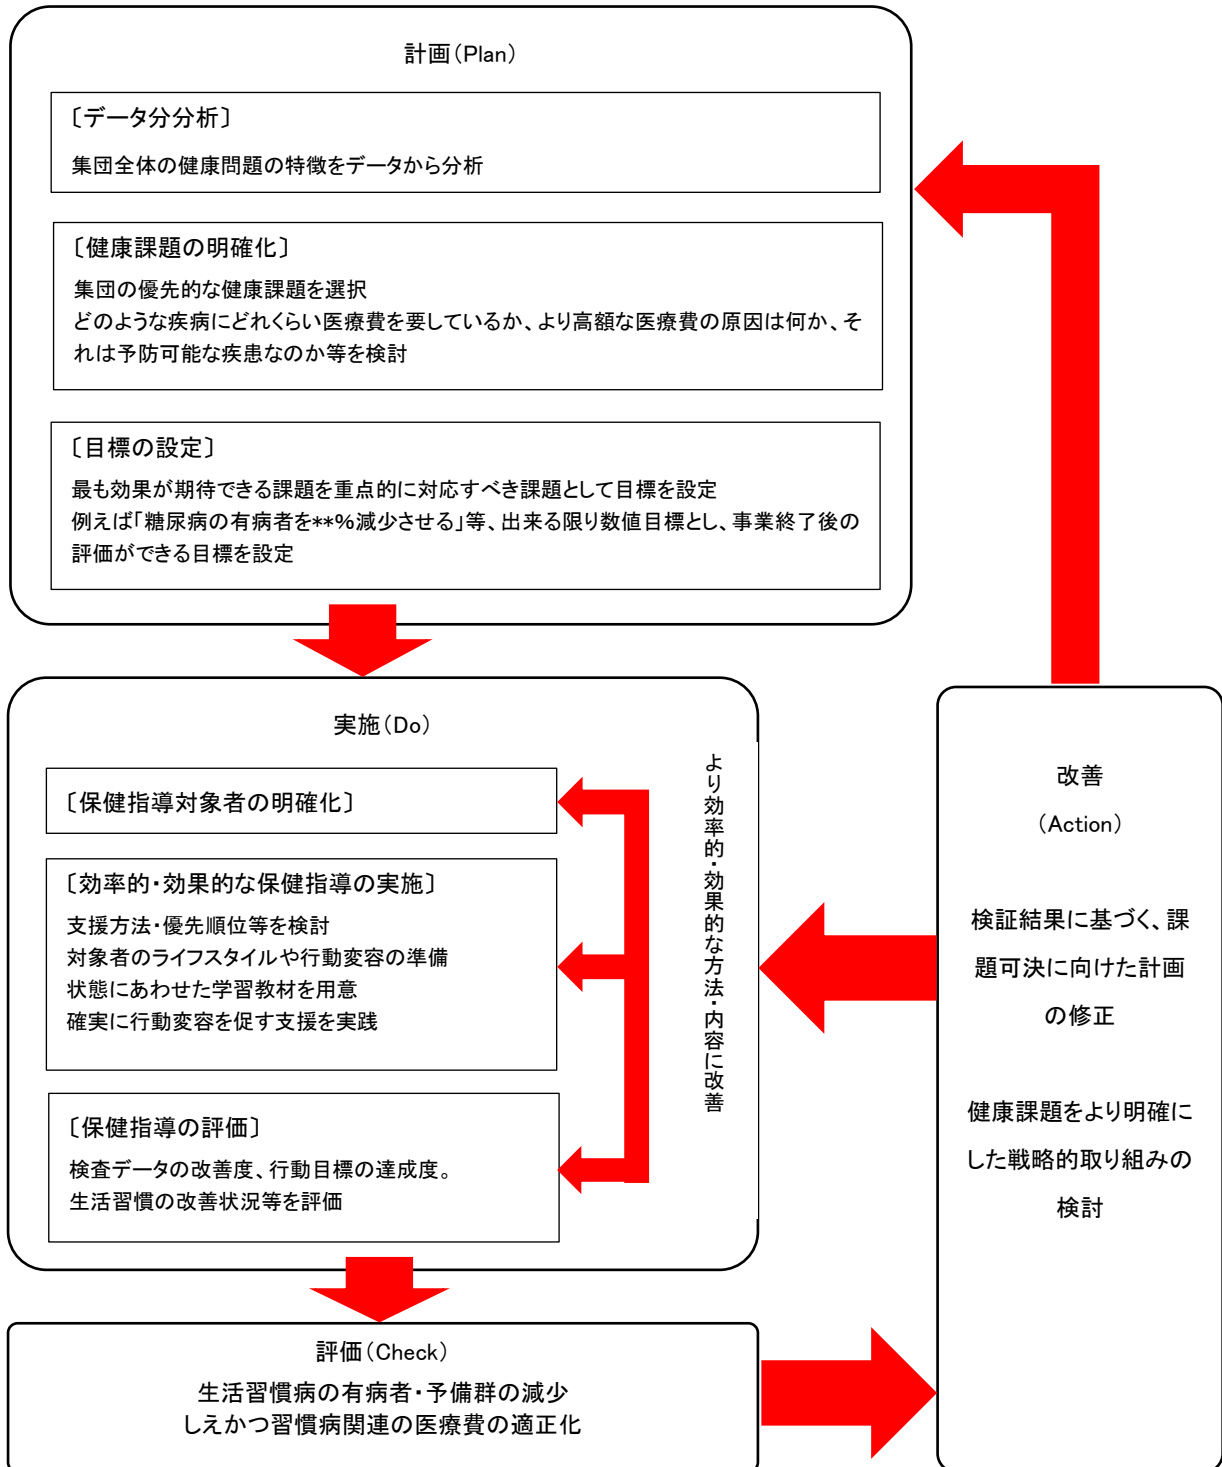 計画（Plan）
〔データ分分析〕
集団全体の健康問題の特徴をデータから分析
〔健康課題の明確化〕
集団の優先的な健康課題を選択
どのような疾病にどれくらい医療費を要しているか、より高額な医療費の原因は何か、そ
れは予防可能な疾患なのか等を検討
〔目標の設定〕
最も効果が期待できる課題を重点的に対応すべき課題として目標を設定
例えば「糖尿病の有病者を**%減少させる」等、出来る限り数値目標とし、事業終了後の
評価ができる目標を設定
実施（Do）
〔保健指導対象者の明確化〕
〔効率的・効果的な保健指導の実施〕
支援方法・優先順位等を検討
対象者のライフスタイルや行動変容の準備
状態にあわせた学習教材を用意
確実に行動変容を促す支援を実践
〔保健指導の評価〕
検査データの改善度、行動目標の達成度。
生活習慣の改善状況等を評価
より効率的・効果的な方法・内容に改善
評価（Check）
生活習慣病の有病者・予備群の減少
しえかつ習慣病関連の医療費の適正化
改善
（Action）
検証結果に基づく、課
題可決に向けた計画
の修正
健康課題をより明確に
した戦略的取り組みの
検討